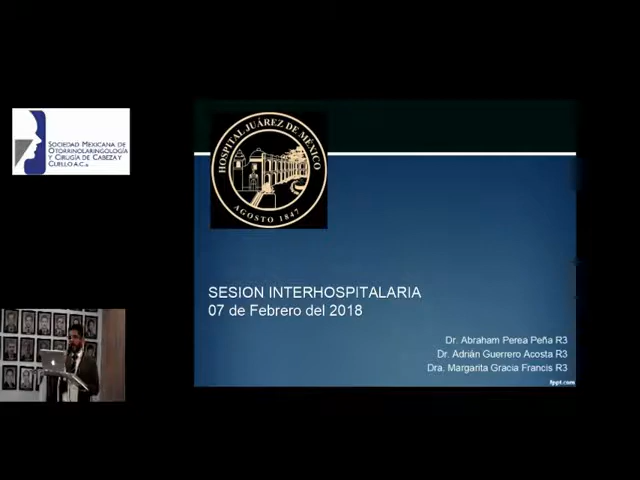 SOCIEDAD MEXICANA DE
OTORRINOLARINGOLOGÍA
Y CIRUGÍA DE CABEZA Y
CUELLO A.C.
HOSPITAL JUÁREZ DE MÉXICO
AGOSTO 1847
SESION INTERHOSPITALARIA
07 de Febrero del 2018
Dr. Abraham Perea Peña R3
Dr. Adrián Guerrero Acosta R3
Dra. Margarita Gracia Francis R3
fppt.com